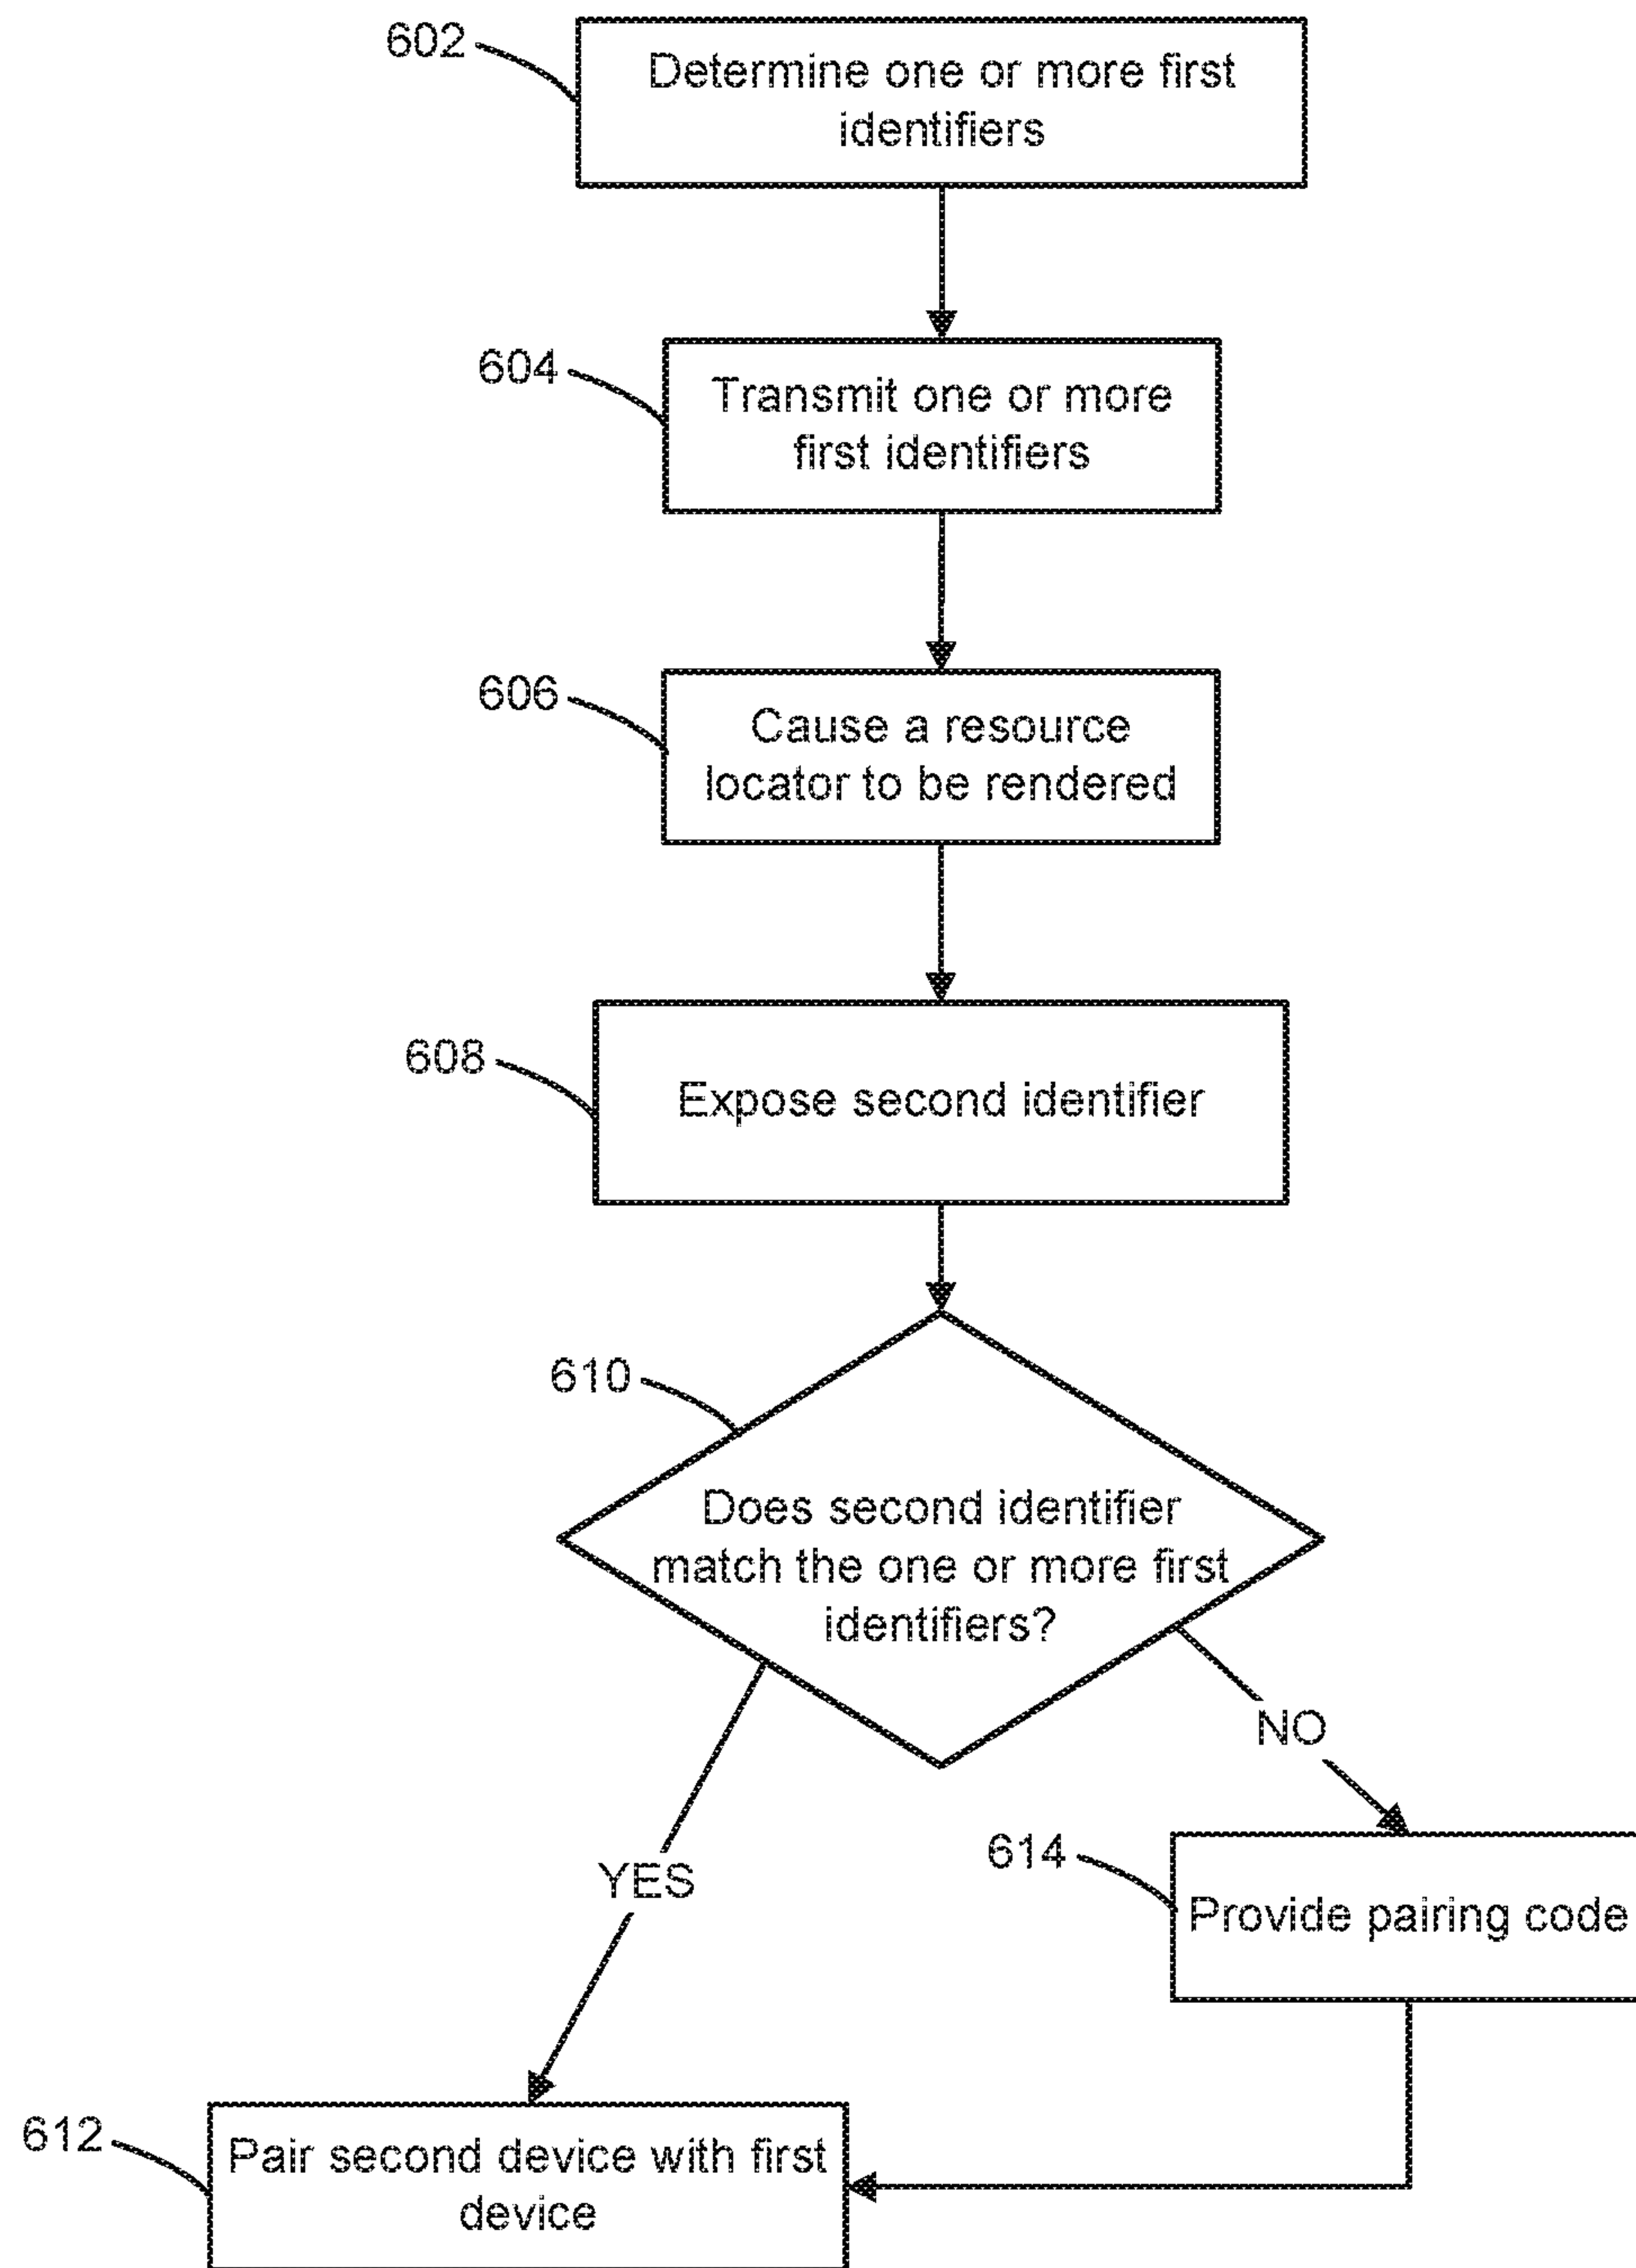 602
Determine one or more first
identifiers
604
Transmit one or more
first identifiers
606
Cause a resource
locator to be rendered
608
Expose second identifier
610
Does second identifier
match the one or more first
identifiers?
NO
YES
614
Provide pairing code
612
Pair second device with first
device